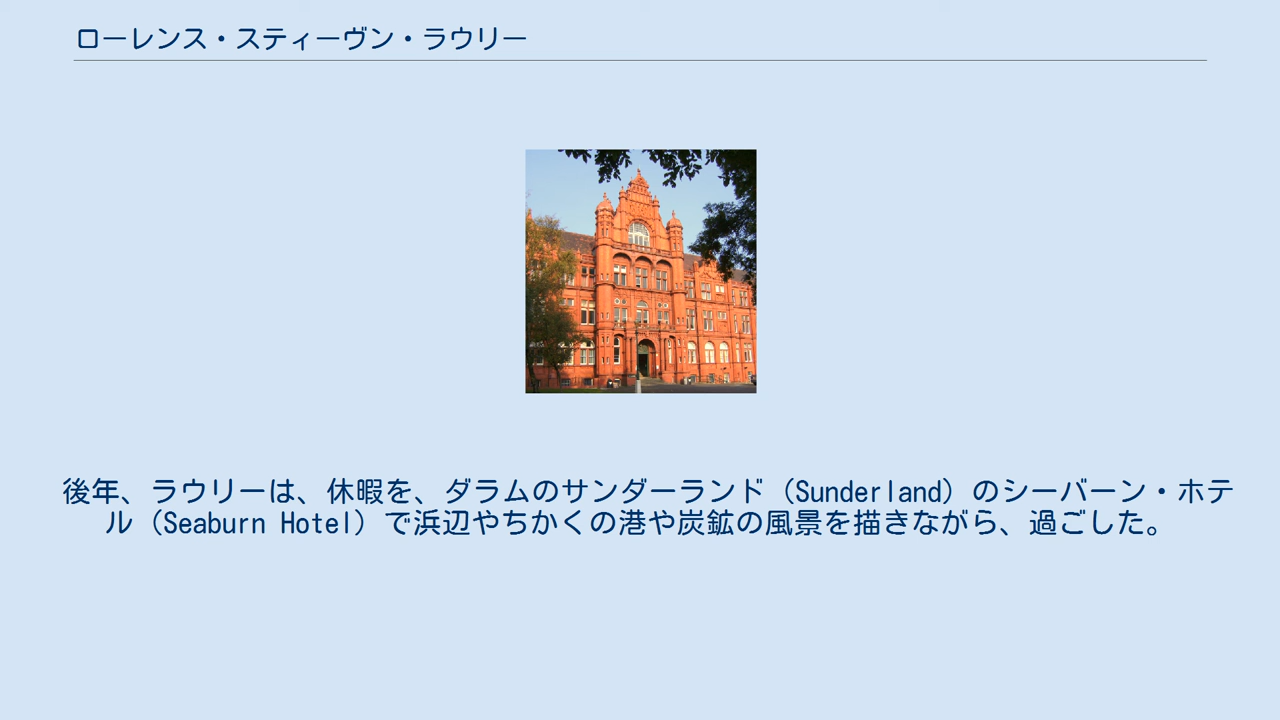 ローレンス・スティーヴン・ラウリー
後年、ラウリーは、休暇を、ダラムのサンダーランド（Sunderland）のシーバーン・ホテ
ル（Seaburn Hotel）で浜辺やちかくの港や炭鉱の風景を描きながら、過ごした。